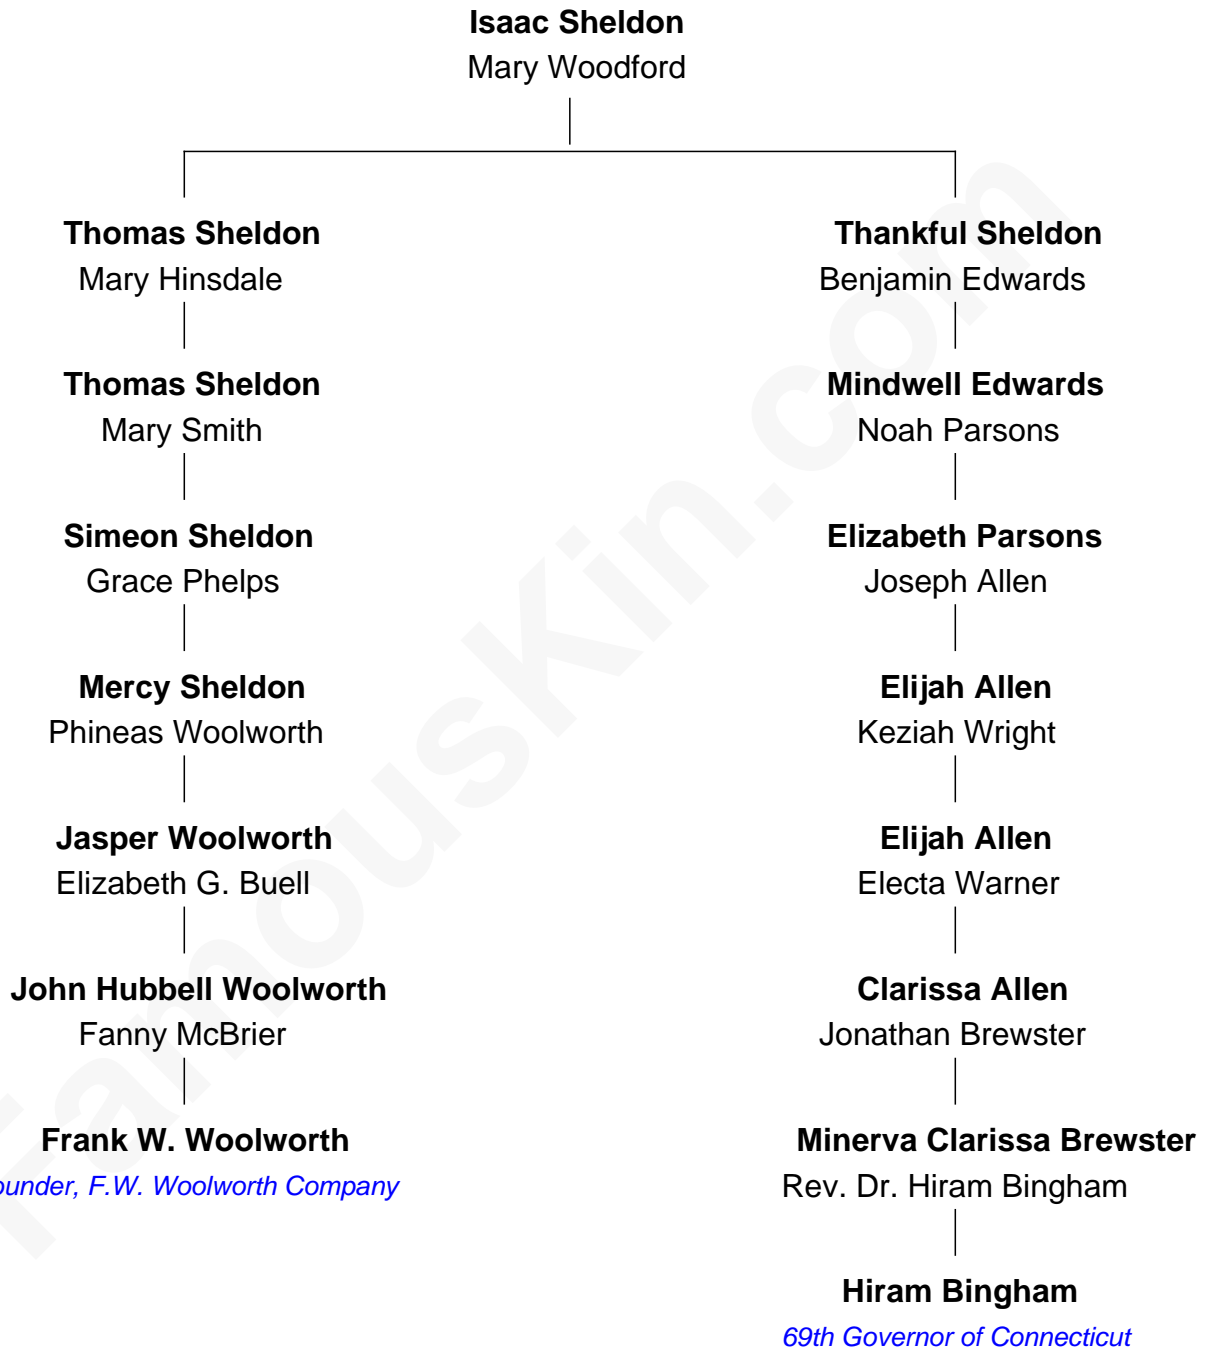 Isaac Sheldon
Mary Woodford
Thomas Sheldon
Mary Hinsdale
Thankful Sheldon
Benjamin Edwards
Thomas Sheldon
Mary Smith
Mindwell Edwards
Noah Parsons
Simeon Sheldon
Grace Phelps
Elizabeth Parsons
Joseph Allen
Mercy Sheldon
Phineas Woolworth
Elijah Allen
Keziah Wright
Jasper Woolworth
Elizabeth G. Buell
Elijah Allen
Electa Warner
John Hubbell Woolworth
Fanny McBrier
Clarissa Allen
Jonathan Brewster
Frank W. Woolworth
ounder, F.W. Woolworth Company
Minerva Clarissa Brewster
Rev. Dr. Hiram Bingham
Hiram Bingham
69th Governor of Connecticut
FamousKin.com